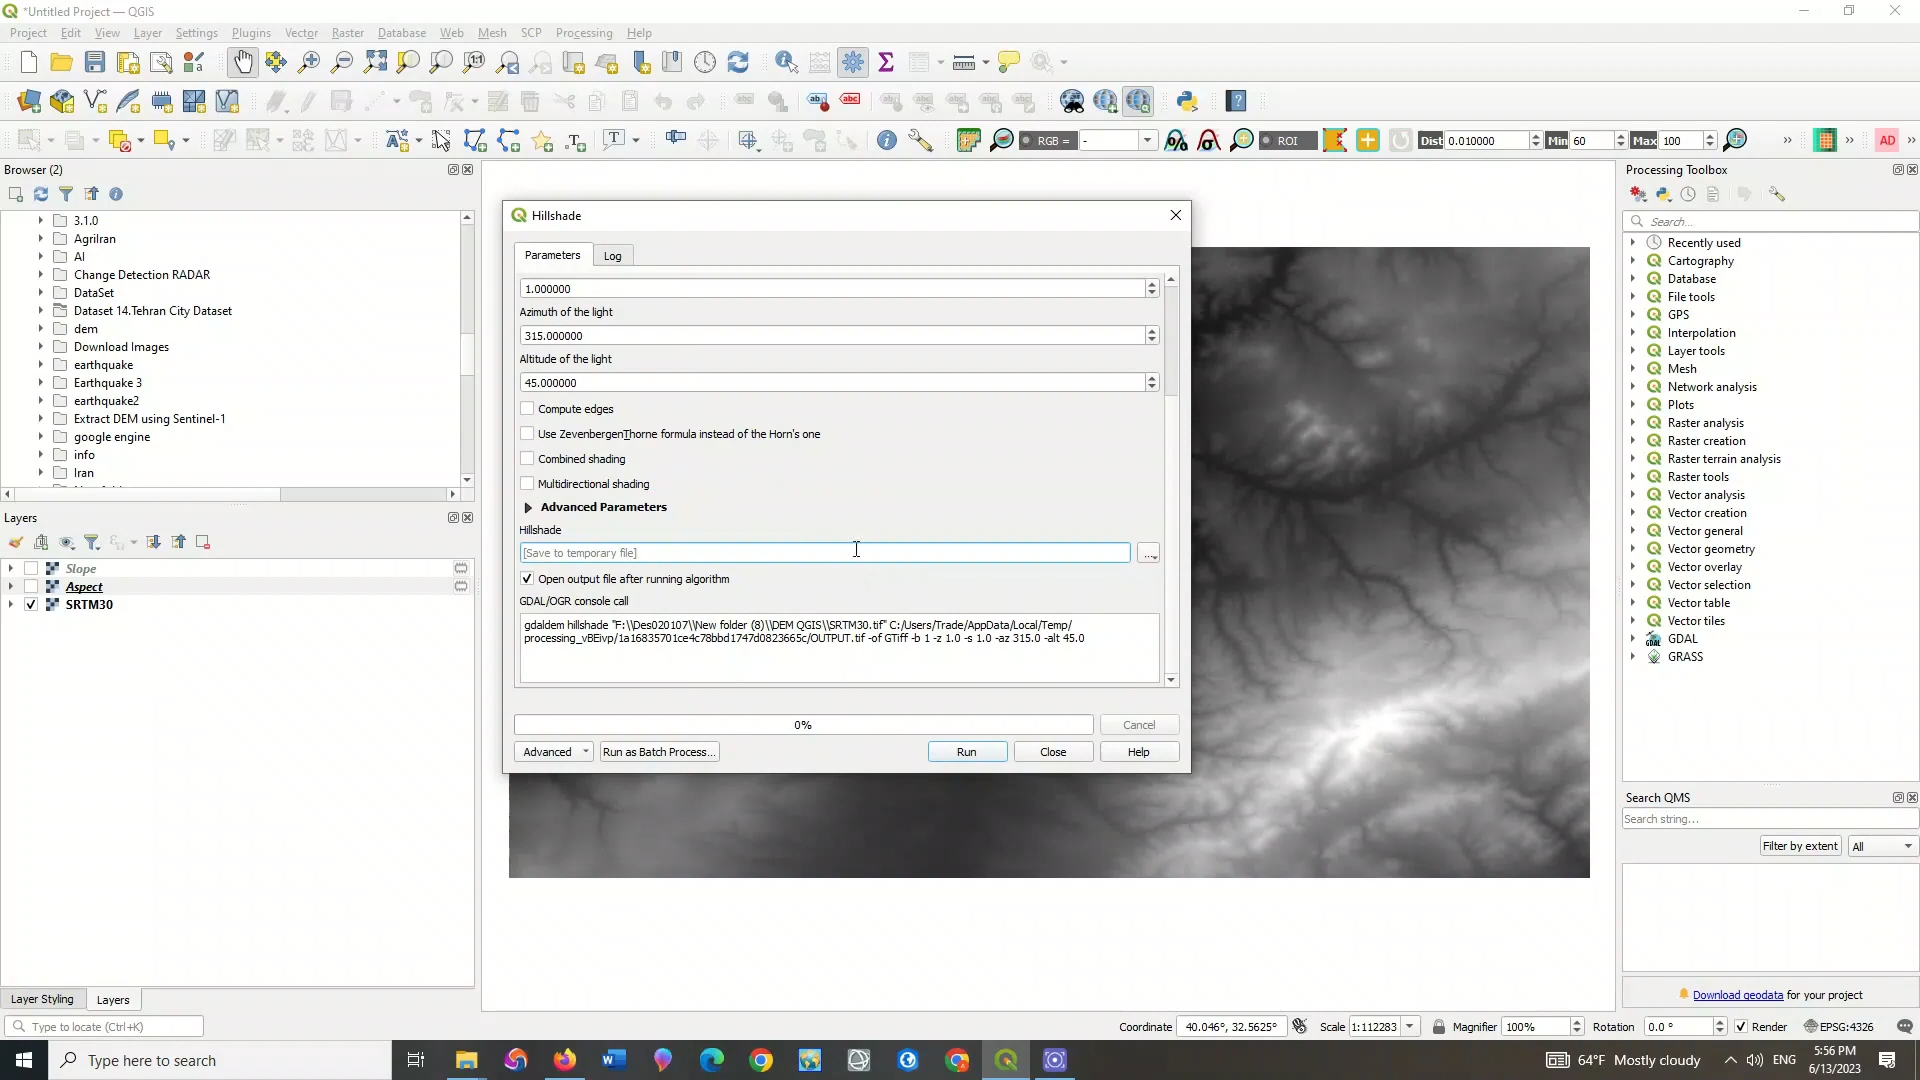 *Untitled Project — QGIS
Project Edit View Layer Settings Plugins Vector Raster Database Web Mesh SCP Processing Help
RGB = - ROI Dist 0.010000 Min 60 Max 100 » » AD »
Browser (2)
3.1.0
AgriIran
AI
Change Detection RADAR
DataSet
Dataset 14.Tehran City Dataset
dem
Download Images
earthquake
Earthquake 3
earthquake2
Extract DEM using Sentinel-1
google engine
info
Iran
Layers
Slope
Aspect
SRTM30
Layer Styling Layers
Type to locate (Ctrl+K)
Hillshade
Parameters Log
1.000000
Azimuth of the light
315.000000
Altitude of the light
45.000000
Compute edges
Use ZevenbergenThorne formula instead of the Horn's one
Combined shading
Multidirectional shading
Advanced Parameters
Hillshade
[Save to temporary file]
Open output file after running algorithm
GDAL/OGR console call
gdaldem hillshade "F:\\Des020107\\New folder (8)\\DEM QGIS\\SRTM30.tif" C:/Users/Trade/AppData/Local/Temp/
processing_vBEivp/1a16835701ce4c78bbd1747d0823665c/OUTPUT.tif -of GTiff -b 1 -z 1.0 -s 1.0 -az 315.0 -alt 45.0
0% Cancel
Advanced Run as Batch Process... Run Close Help
Processing Toolbox
Search...
Recently used
Cartography
Database
File tools
GPS
Interpolation
Layer tools
Mesh
Network analysis
Plots
Raster analysis
Raster creation
Raster terrain analysis
Raster tools
Vector analysis
Vector creation
Vector general
Vector geometry
Vector overlay
Vector selection
Vector table
Vector tiles
GDAL
GRASS
Search QMS
Search string...
Filter by extent All
Download geodata for your project
Coordinate 40.046°, 32.5625° Scale 1:112283 Magnifier 100% Rotation 0.0 ° Render EPSG:4326
Type here to search
64°F Mostly cloudy ENG
5:56 PM
6/13/2023